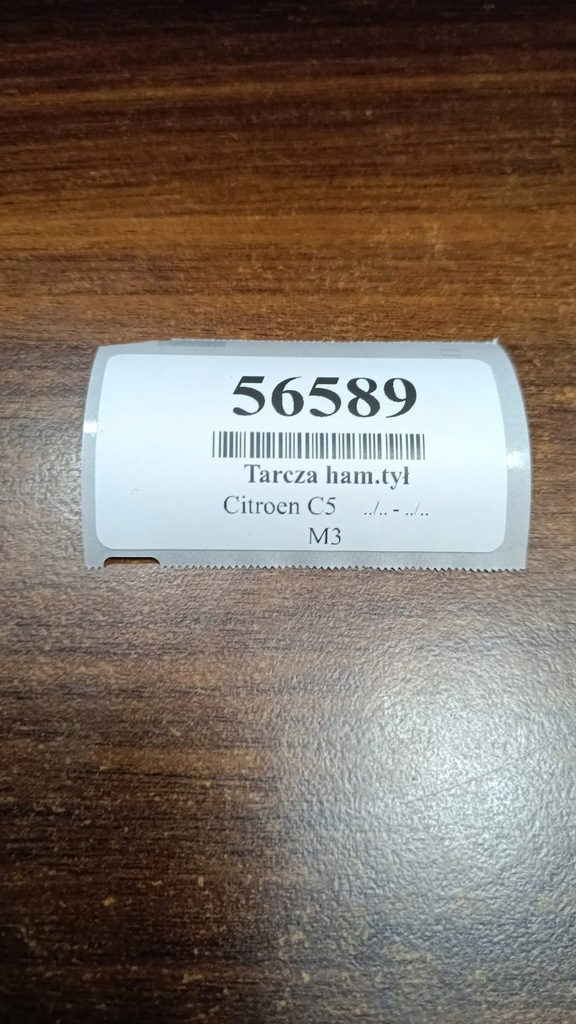 56589
Tarcza ham.tył
Citroen C5 ../.. - ../..
M3